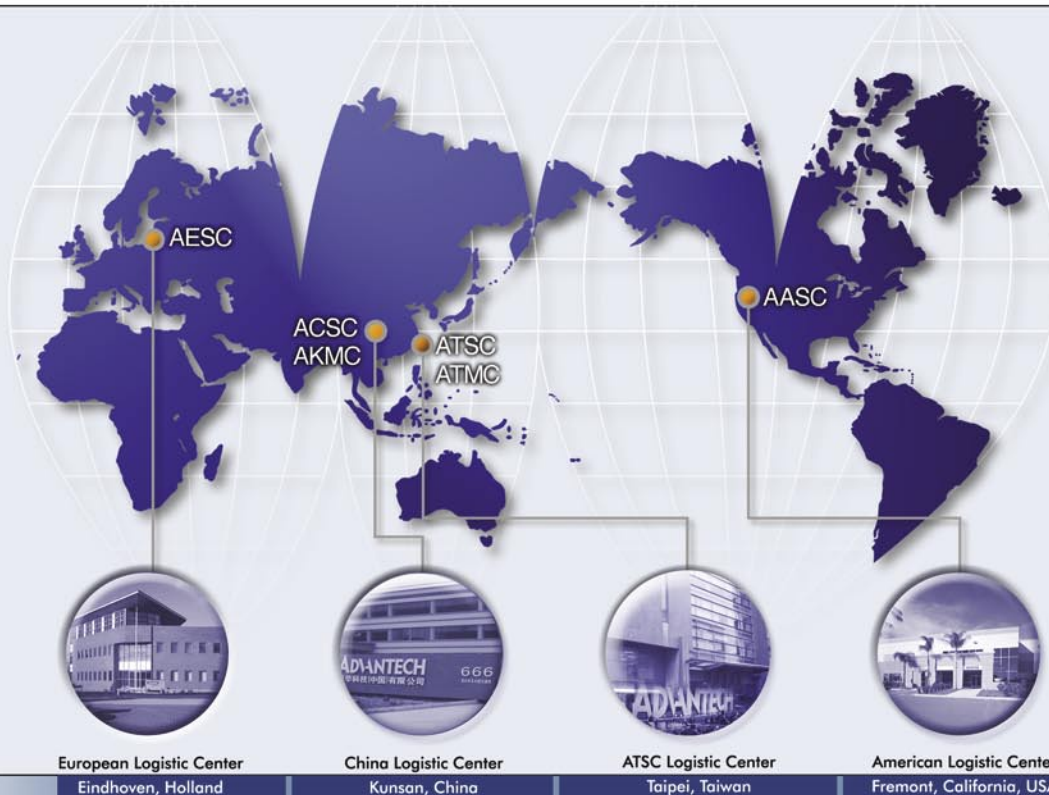 AESC
ACSC
AKMC
ATSC
ATMC
AASC
ADVANTECH
666
ADVANTECH
European Logistic Center
China Logistic Center
ATSC Logistic Center
American Logistic Cente
Eindhoven, Holland
Kunsan, China
Taipei, Taiwan
Fremont, California, USA